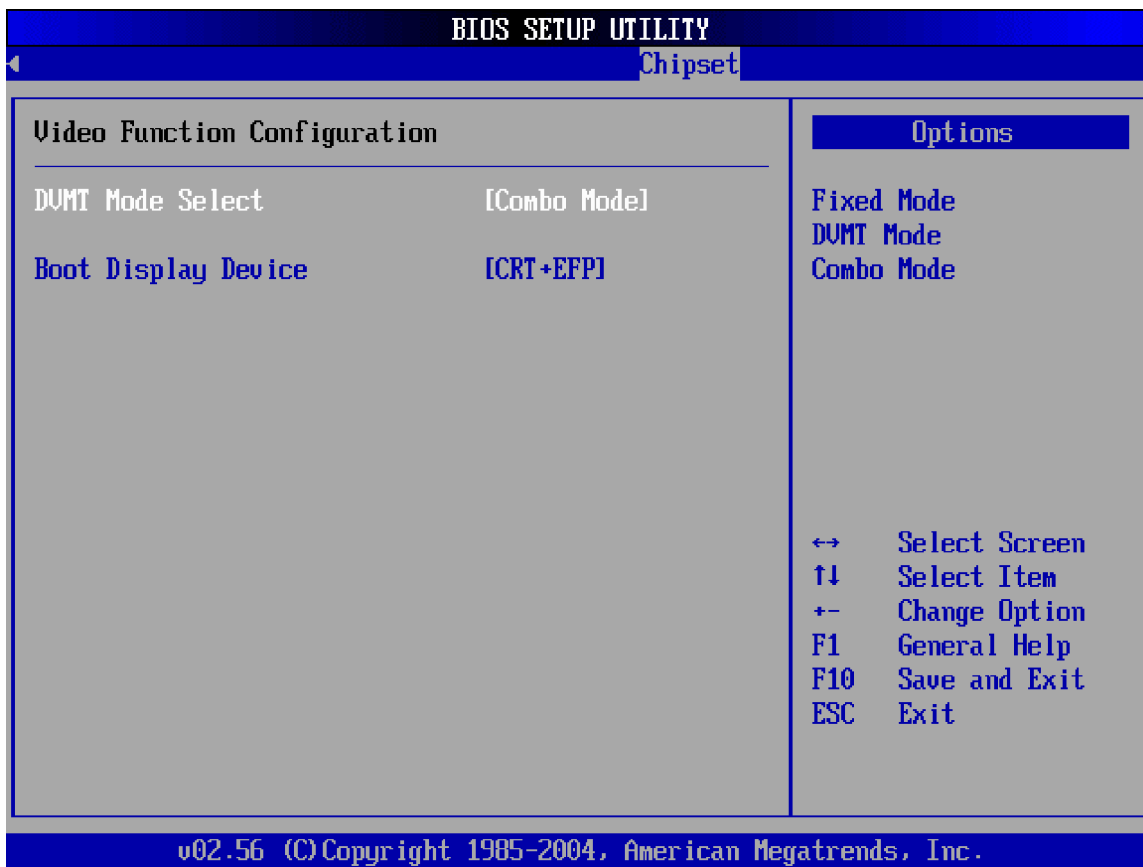 BIOS SETUP UTILITY
Chipset
Video Function Configuration
DVMT Mode Select [Combo Mode]
Boot Display Device [CRT+EFP]
Options
Fixed Mode
DVMT Mode
Combo Mode
←→ Select Screen
↑↓ Select Item
+- Change Option
F1 General Help
F10 Save and Exit
ESC Exit
v02.56 (C)Copyright 1985-2004, American Megatrends, Inc.